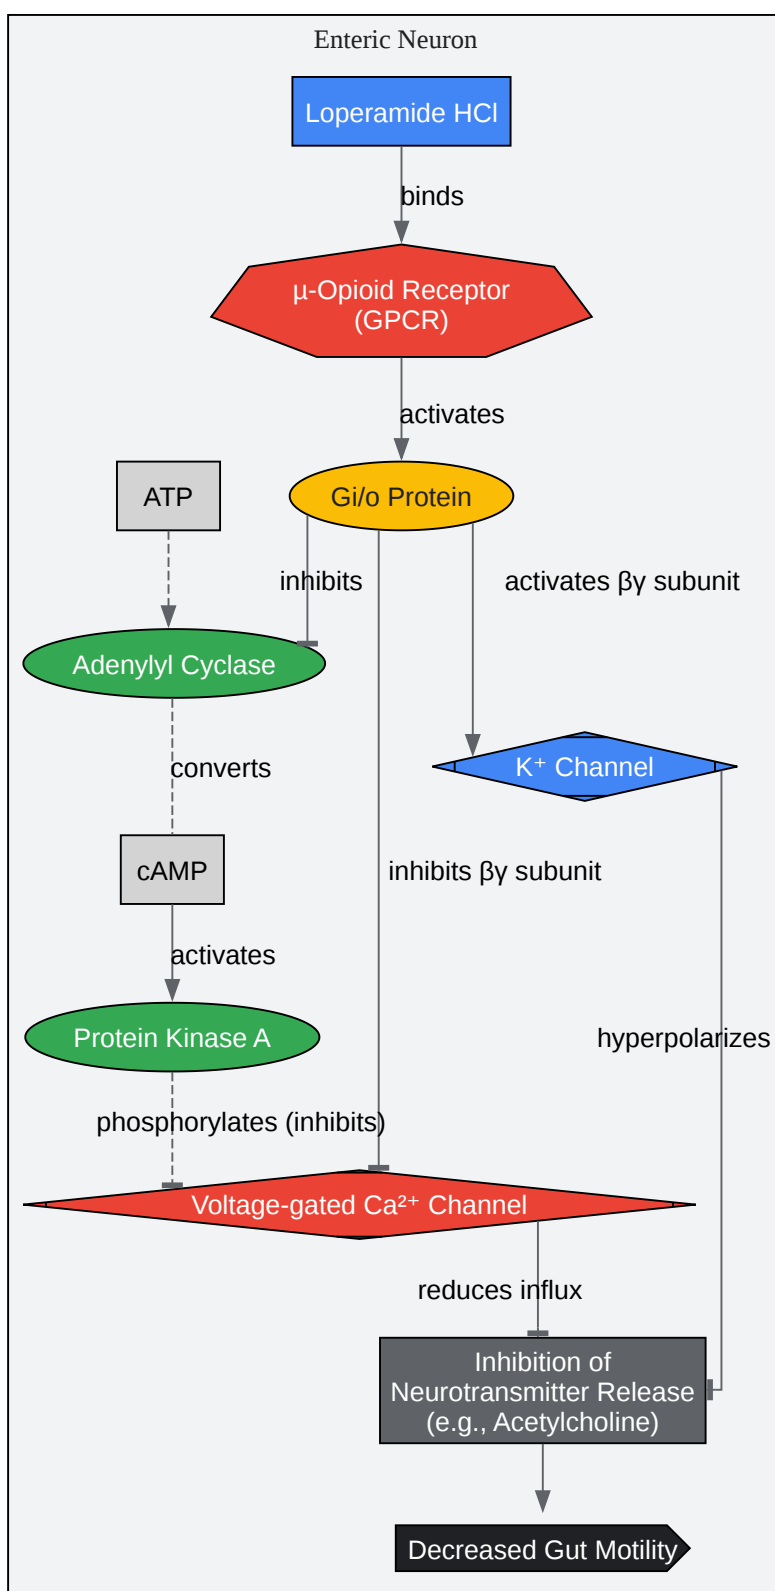 Enteric Neuron
Loperamide HCl
binds
µ-Opioid Receptor
(GPCR)
activates
ATP
Gi/o Protein
inhibits
activates βγ subunit
Adenylyl Cyclase
converts
K⁺ Channel
cAMP
inhibits βγ subunit
activates
Protein Kinase A
hyperpolarizes
phosphorylates (inhibits)
Voltage-gated Ca²⁺ Channel
reduces influx
Inhibition of
Neurotransmitter Release
(e.g., Acetylcholine)
Decreased Gut Motility